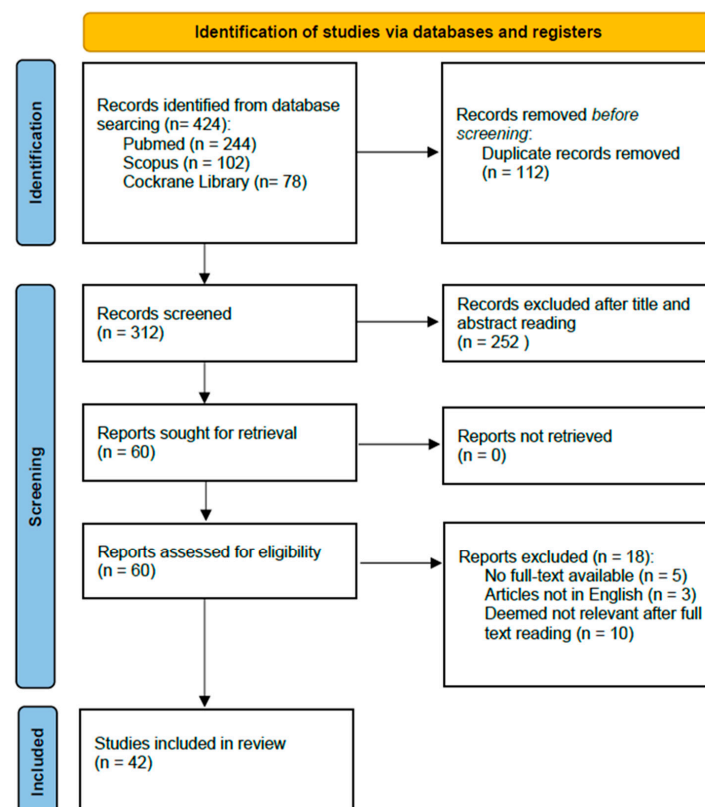 Identification of studies via databases and registers
Identification
Records identified from database
searcing (n= 424):
Pubmed (n = 244)
Scopus (n = 102)
Cockrane Library (n= 78)
Records removed before
screening:
Duplicate records removed
(n = 112)
Screening
Records screened
(n = 312)
Records excluded after title and
abstract reading
(n = 252 )
Reports sought for retrieval
(n = 60)
Reports not retrieved
(n = 0)
Reports assessed for eligibility
(n = 60)
Reports excluded (n = 18):
No full-text available (n = 5)
Articles not in English (n = 3)
Deemed not relevant after full
text reading (n = 10)
Included
Studies included in review
(n = 42)